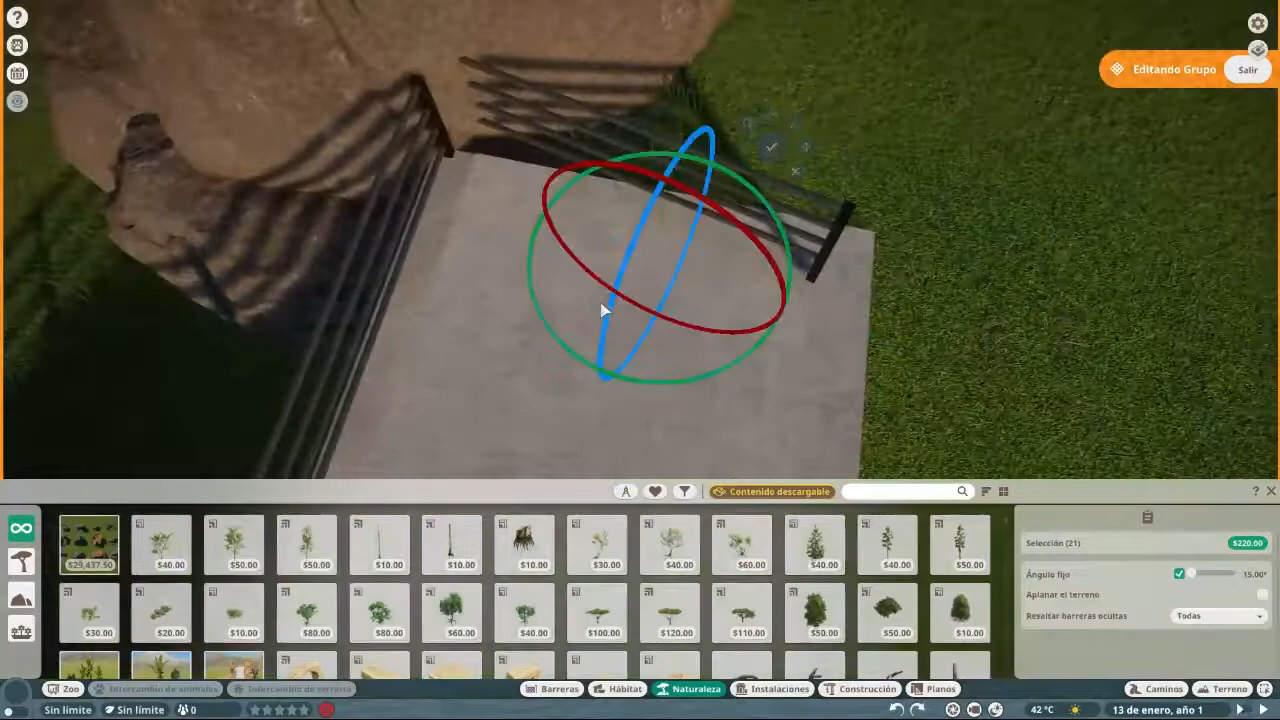 Editando Grupo
Salir
Contenido descargable
?
$29,437.50
$40.00
$50.00
$50.00
$10.00
$10.00
$10.00
$30.00
$40.00
$60.00
$40.00
$40.00
$50.00
$30.00
$20.00
$10.00
$80.00
$80.00
$60.00
$40.00
$100.00
$120.00
$110.00
$50.00
$50.00
$10.00
Selección (21)
$220.00
Ángulo fijo
15.00°
Aplanar el terreno
Resaltar barreras ocultas
Todas
Zoo
Intercambio de animales
Intercambio de terrario
Barreras
Hábitat
Naturaleza
Instalaciones
Construcción
Planos
Caminos
Terreno
Sin límite
Sin límite
0
42 °C
13 de enero, año 1